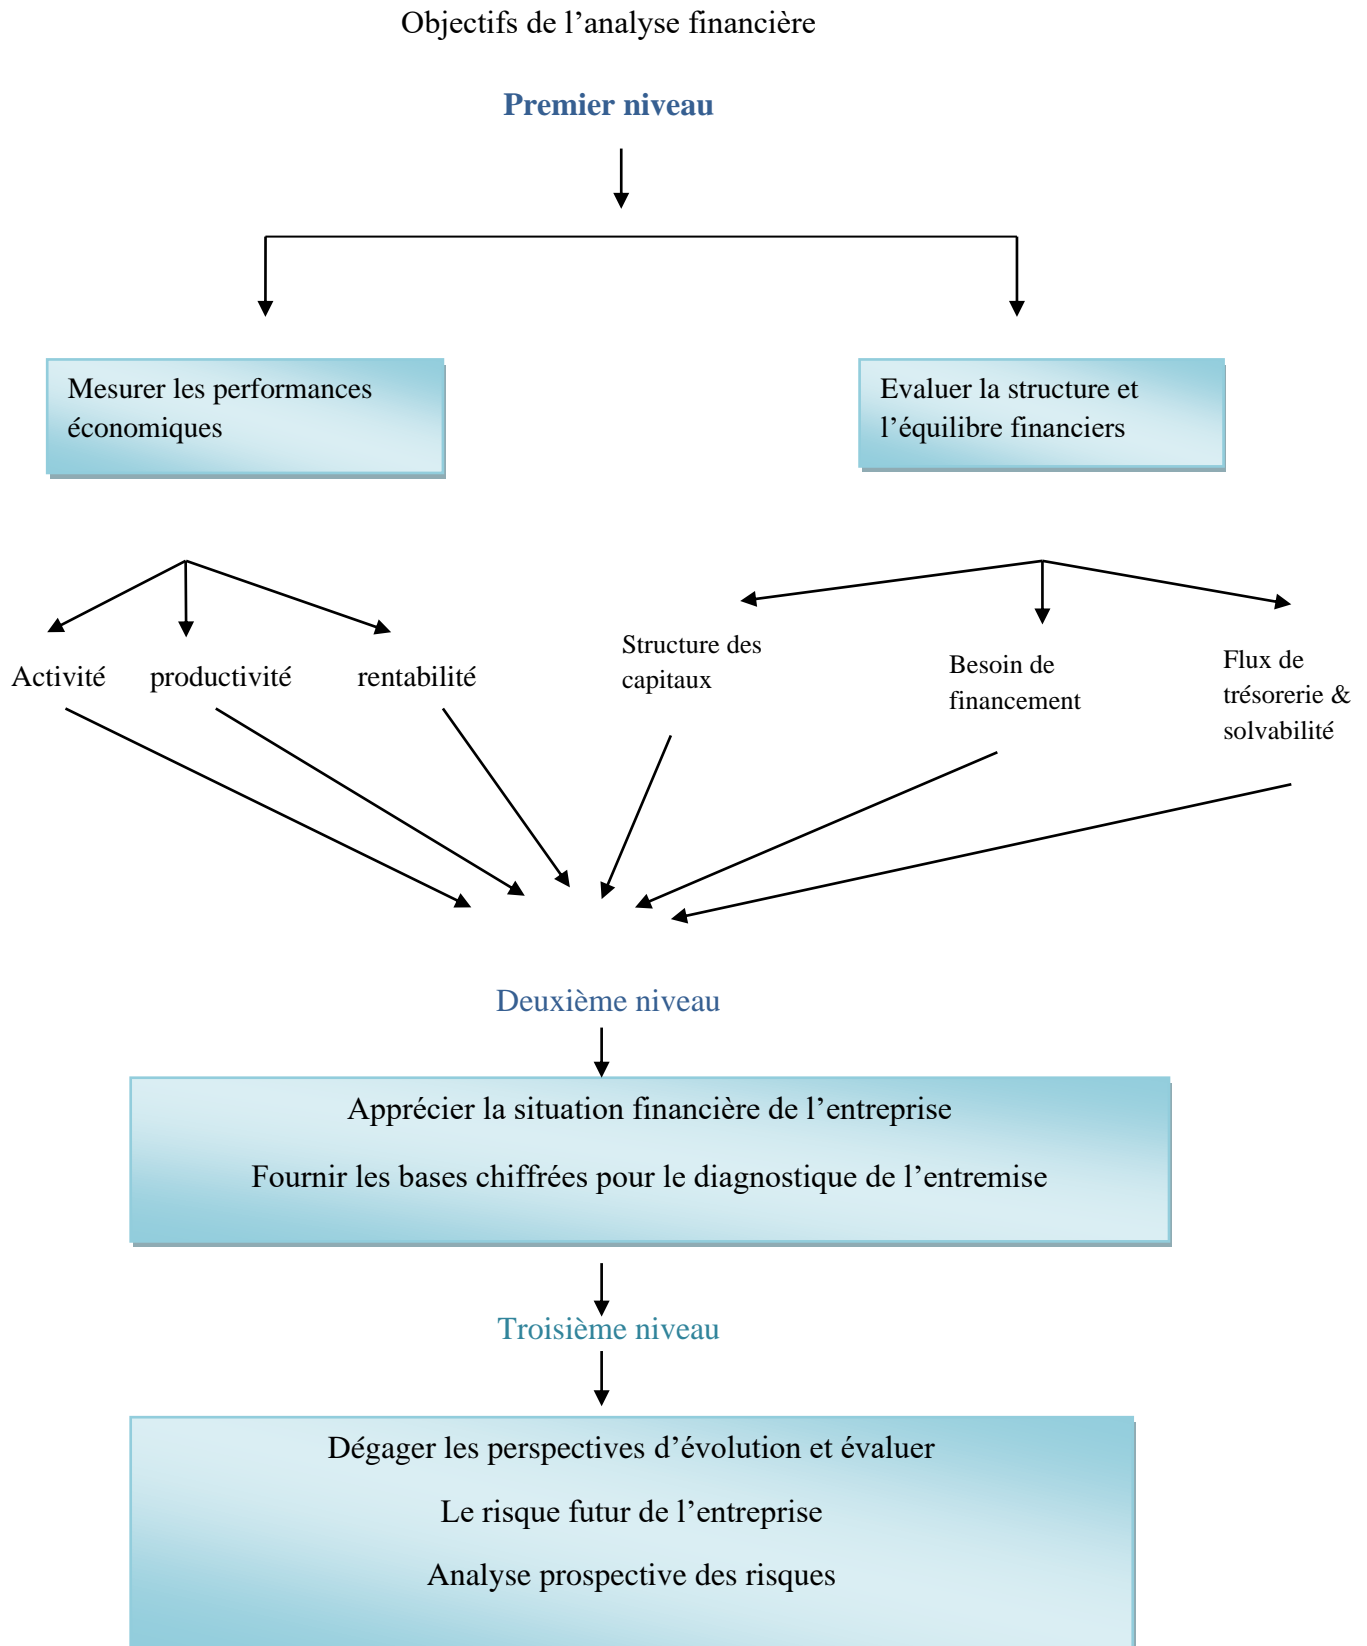 Objectifs de l’analyse financière
Premier niveau
Mesurer les performances
économiques
Evaluer la structure et
l’équilibre financiers
Activité
productivité
rentabilité
Structure des
capitaux
Besoin de
financement
Flux de
trésorerie &
solvabilité
Deuxième niveau
Apprécier la situation financière de l’entreprise
Fournir les bases chiffrées pour le diagnostique de l’entremise
Troisième niveau
Dégager les perspectives d’évolution et évaluer
Le risque futur de l’entreprise
Analyse prospective des risques